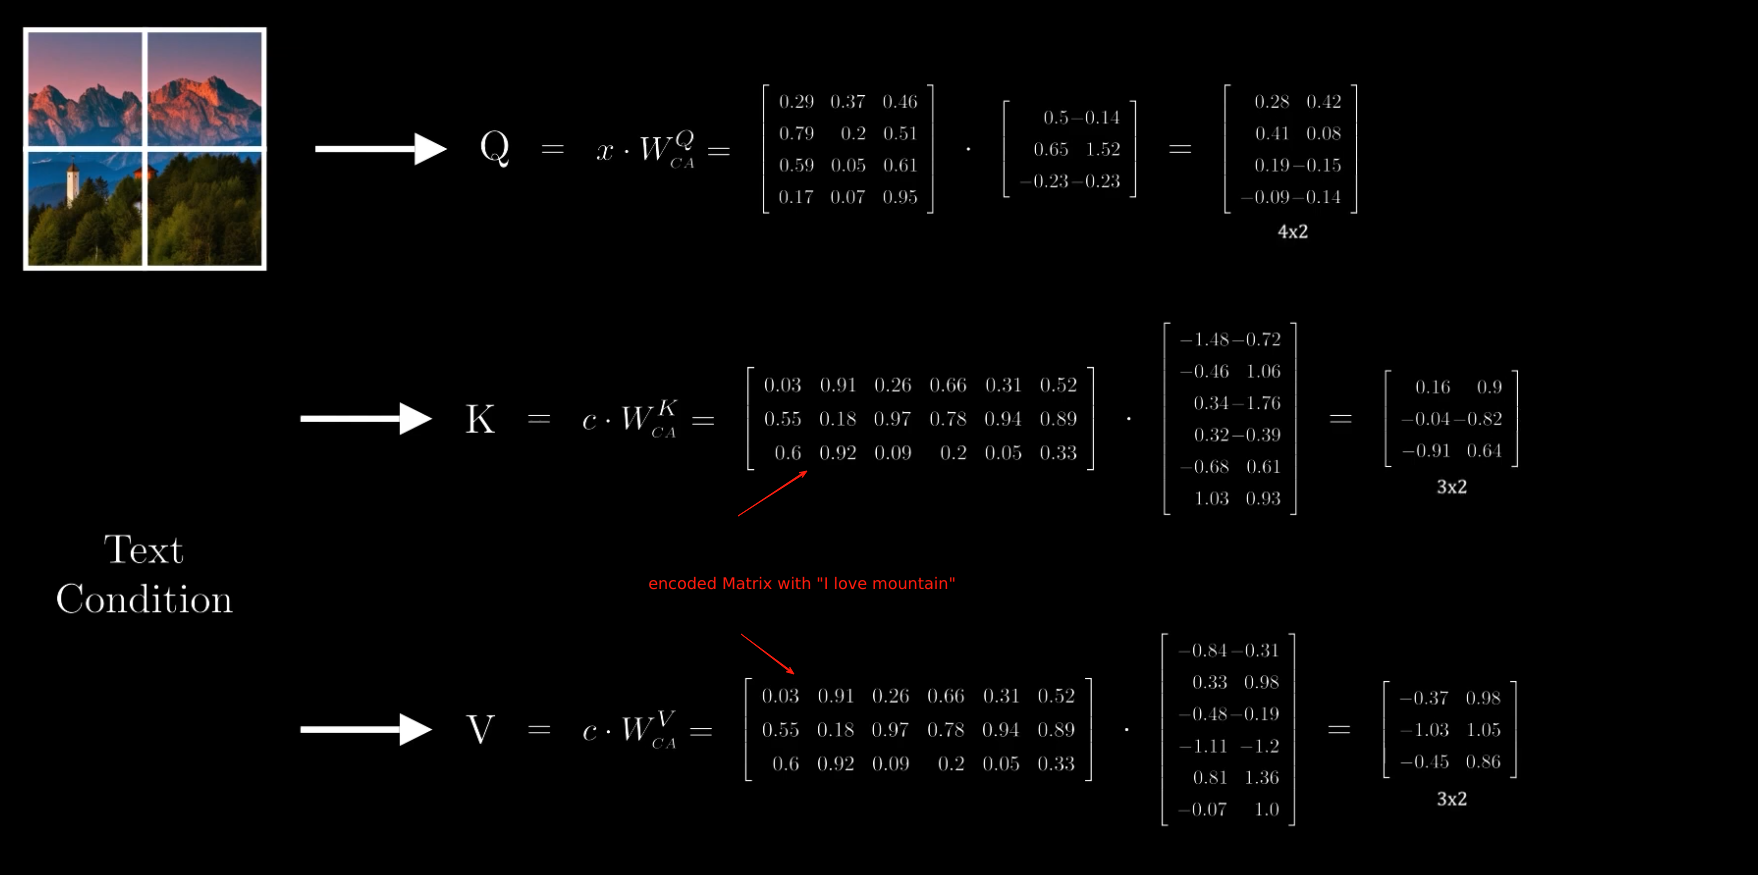 Q = x · W_CA^Q = [ 0.29 0.37 0.46 · [ 0.5 −0.14 = [ 0.28 0.42
0.79 0.2 0.51 0.65 1.52 0.41 0.08
0.59 0.05 0.61 −0.23 −0.23 ] 0.19 −0.15
0.17 0.07 0.95 ] −0.09 −0.14 ]
4x2
K = c · W_CA^K =
0.03 0.91 0.26 0.66 0.31 0.52
0.55 0.18 0.97 0.78 0.94 0.89
0.6 0.92 0.09 0.2 0.05 0.33
·
−1.48 −0.72
−0.46 1.06
0.34 −1.76
0.32 −0.39
−0.68 0.61
1.03 0.93
=
0.16 0.9
−0.04 −0.82
−0.91 0.64
3x2
Text
Condition
encoded Matrix with "I love mountain"
V = c · W_CA^V =
0.03 0.91 0.26 0.66 0.31 0.52
0.55 0.18 0.97 0.78 0.94 0.89
0.6 0.92 0.09 0.2 0.05 0.33
·
−0.84 −0.31
0.33 0.98
−0.48 −0.19
−1.11 −1.2
0.81 1.36
−0.07 1.0
=
−0.37 0.98
−1.03 1.05
−0.45 0.86
3x2